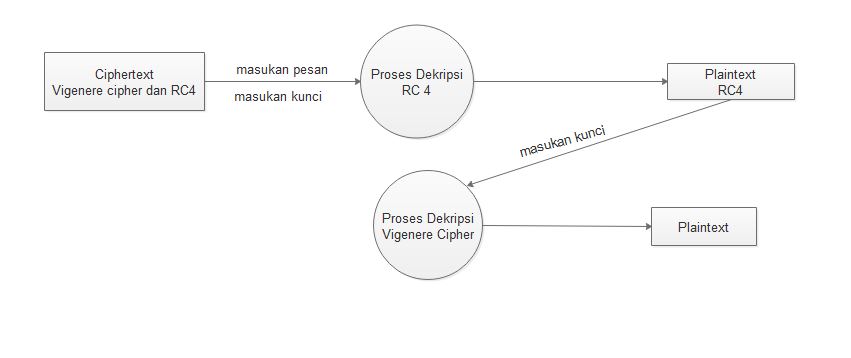 Ciphertext
Vigenere cipher dan RC4
masukan pesan
masukan kunci
Proses Dekripsi
RC 4
Plaintext
RC4
masukan kunci
Proses Dekripsi
Vigenere Cipher
Plaintext